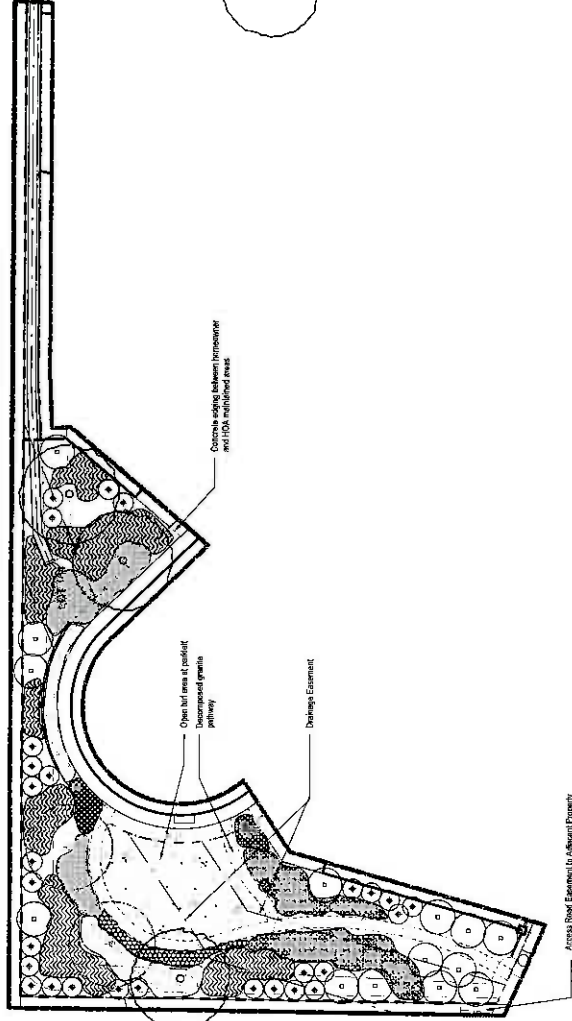 Concrete edging between homeowner
and HOA maintained areas
Open turf area at parklet
Decomposed granite
pathway
Drainage Easement
Access Road Easement to Adjacent Property